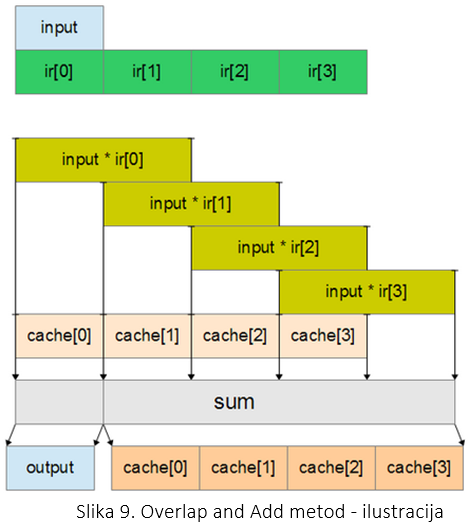 input
ir[0] ir[1] ir[2] ir[3]
input * ir[0]
input * ir[1]
input * ir[2]
input * ir[3]
cache[0] cache[1] cache[2] cache[3]
sum
output cache[0] cache[1] cache[2] cache[3]
Slika 9. Overlap and Add metod - ilustracija